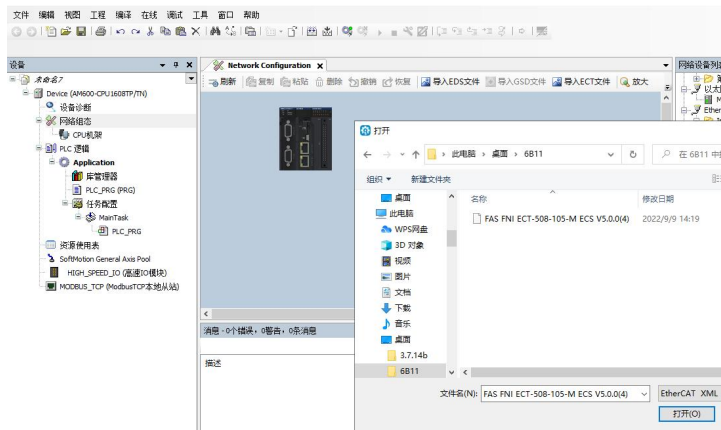 文件 编辑 视图 工程 编译 在线 调试 工具 窗口 帮助
设备
未命名7
Device (AM600-CPU1608TP/TN)
设备诊断
网络组态
CPU机架
PLC 逻辑
Application
库管理器
PLC_PRG (PRG)
任务配置
MainTask
PLC_PRG
资源使用表
SoftMotion General Axis Pool
HIGH_SPEED_IO (高速IO模块)
MODBUS_TCP (ModbusTCP本地从站)
Network Configuration
刷新 复制 粘贴 删除 撤销 恢复 导入EDS文件 导入GSD文件 导入ECT文件 放大
消息 - 0个错误，0警告，0条消息
描述
网络设备列
以太
M
Ether
打开
此电脑 桌面 6B11
在 6B11 中
组织 新建文件夹
桌面
此电脑
WPS网盘
3D 对象
视频
图片
文档
下载
音乐
桌面
3.7.14b
6B11
名称 修改日期
FAS FNI ECT-508-105-M ECS V5.0.0(4) 2022/9/9 14:19
文件名(N): FAS FNI ECT-508-105-M ECS V5.0.0(4) EtherCAT XML
打开(O)